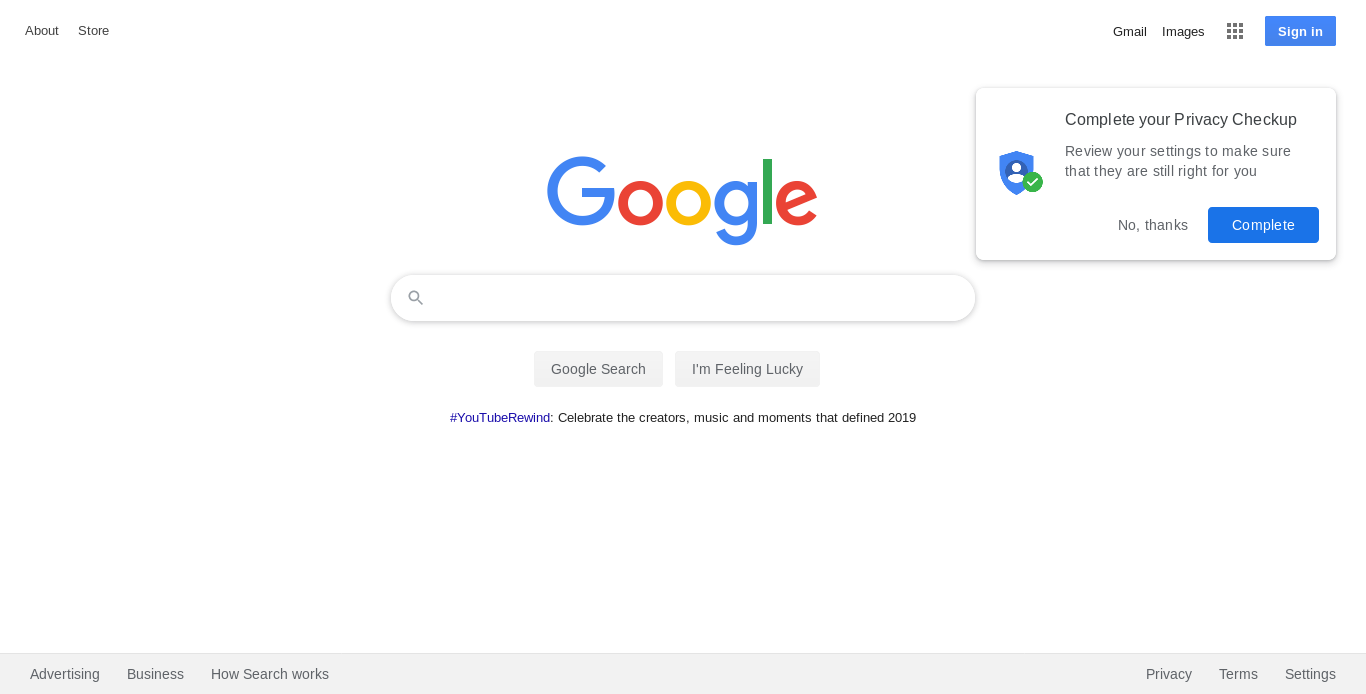 About Store Gmail Images Sign in
Complete your Privacy Checkup
Review your settings to make sure
that they are still right for you
No, thanks Complete
Google
Google Search I'm Feeling Lucky
#YouTubeRewind: Celebrate the creators, music and moments that defined 2019
Advertising Business How Search works Privacy Terms Settings